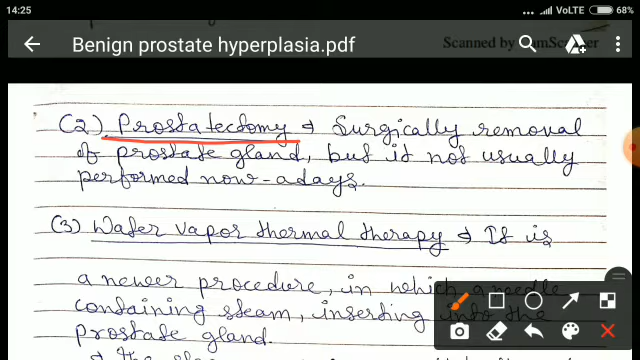 14:25
VoLTE 68%
Benign prostate hyperplasia.pdf
Scanned by
(2) Prostatectomy → Surgically removal
of prostate gland, but it not usually
performed now-a days.
(3) Water vapor thermal therapy → It is
a newer procedure, in which a needle
containing steam, inserting into the
prostate gland.